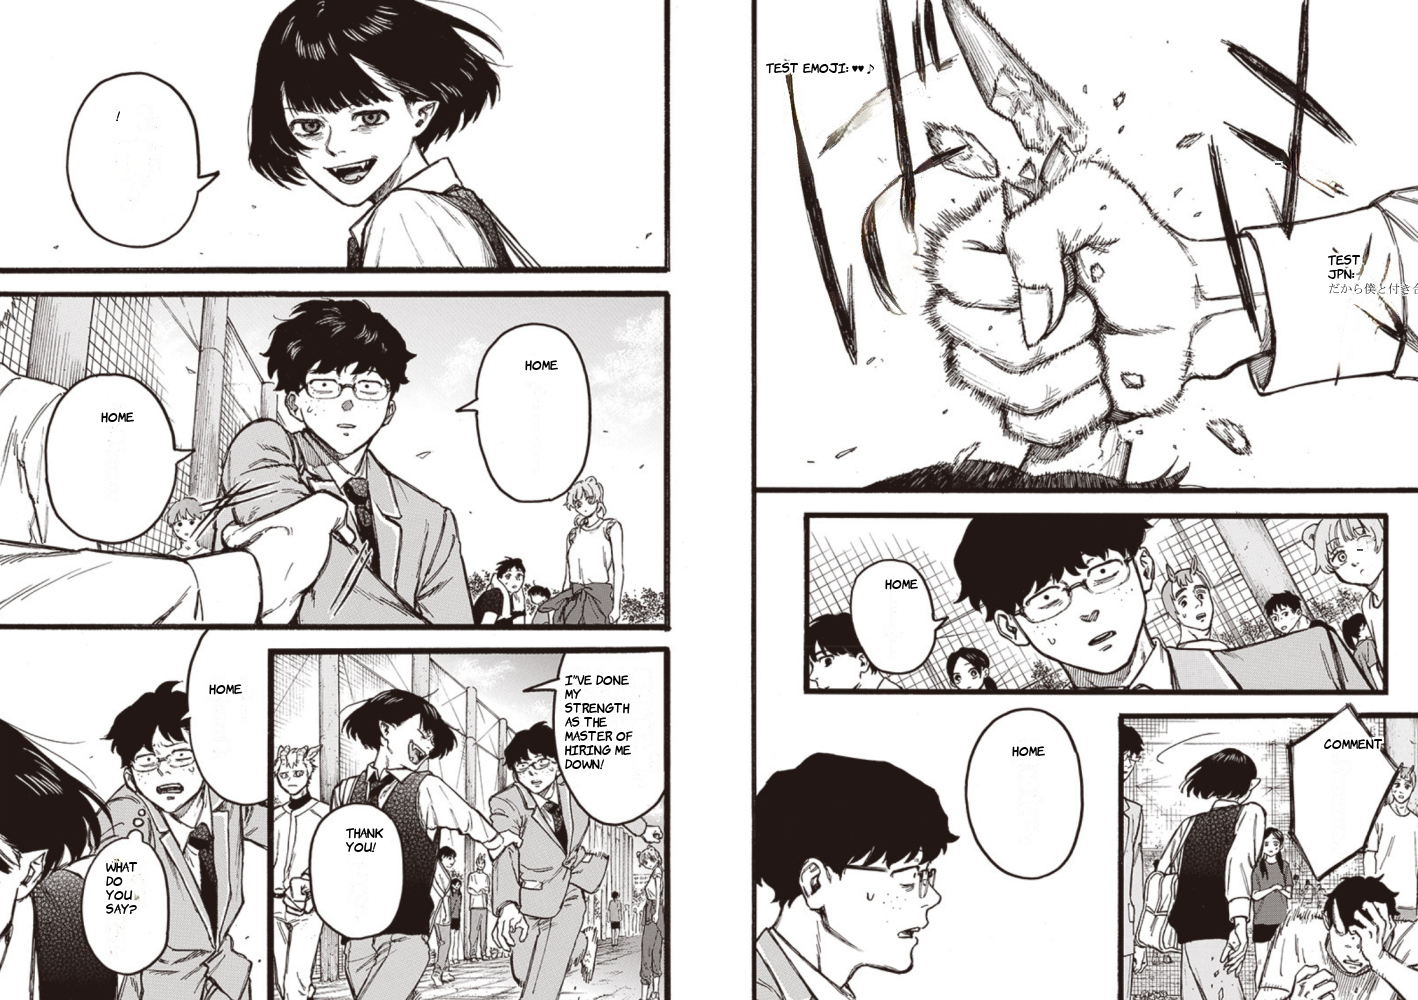 TEST EMOJI: ♥♥♪
TEST
JPN:
だから僕と付き合
HOME
HOME
COMMENT
!
HOME
HOME
I"VE DONE
MY
STRENGTH
AS THE
MASTER OF
HIRING ME
DOWN!
THANK
YOU!
HOME
WHAT
DO
YOU
SAY?